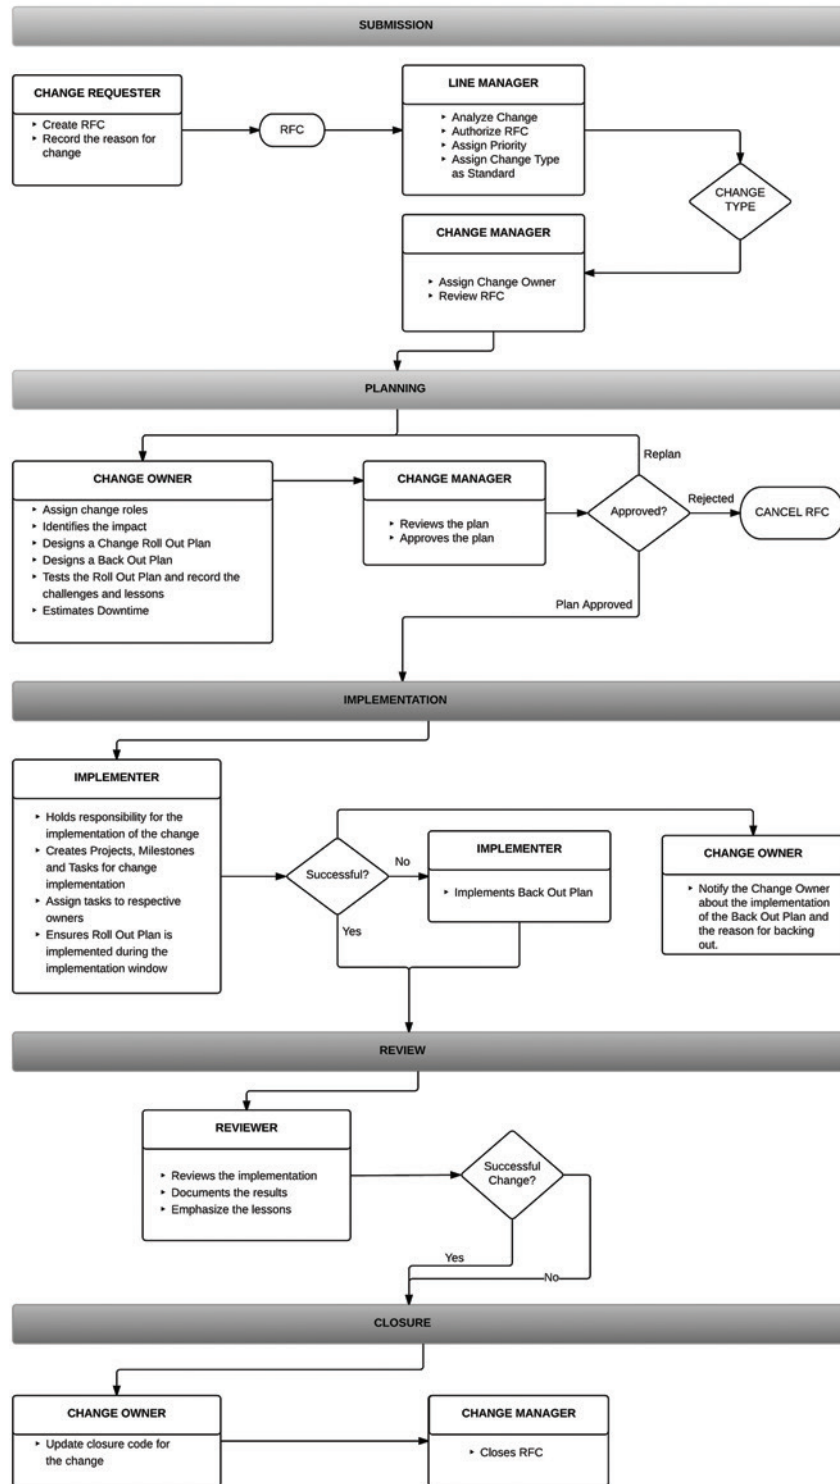 SUBMISSION
CHANGE REQUESTER
‣ Create RFC
‣ Record the reason for
change
RFC
LINE MANAGER
‣ Analyze Change
‣ Authorize RFC
‣ Assign Priority
‣ Assign Change Type
as Standard
CHANGE
TYPE
CHANGE MANAGER
‣ Assign Change Owner
‣ Review RFC
PLANNING
Replan
CHANGE OWNER
‣ Assign change roles
‣ Identifies the impact
‣ Designs a Change Roll Out Plan
‣ Designs a Back Out Plan
‣ Tests the Roll Out Plan and record the
challenges and lessons
‣ Estimates Downtime
CHANGE MANAGER
‣ Reviews the plan
‣ Approves the plan
Approved?
Rejected
CANCEL RFC
Plan Approved
IMPLEMENTATION
IMPLEMENTER
‣ Holds responsibility for the
implementation of the change
‣ Creates Projects, Milestones
and Tasks for change
implementation
‣ Assign tasks to respective
owners
‣ Ensures Roll Out Plan is
implemented during the
implementation window
Successful?
No
Yes
IMPLEMENTER
‣ Implements Back Out Plan
CHANGE OWNER
‣ Notify the Change Owner
about the implementation
of the Back Out Plan and
the reason for backing
out.
REVIEW
REVIEWER
‣ Reviews the implementation
‣ Documents the results
‣ Emphasize the lessons
Successful
Change?
Yes
No
CLOSURE
CHANGE OWNER
‣ Update closure code for
the change
CHANGE MANAGER
‣ Closes RFC